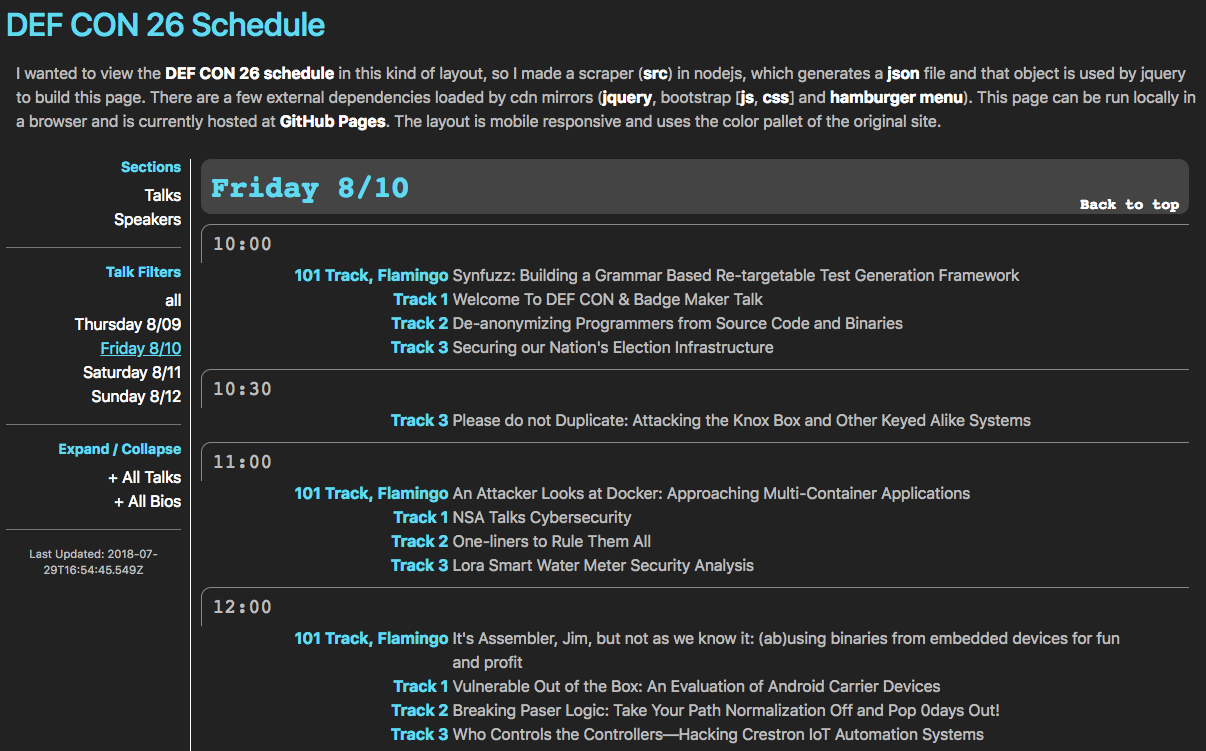 DEF CON 26 Schedule
I wanted to view the DEF CON 26 schedule in this kind of layout, so I made a scraper (src) in nodejs, which generates a json file and that object is used by jquery
to build this page. There are a few external dependencies loaded by cdn mirrors (jquery, bootstrap [js, css] and hamburger menu). This page can be run locally in
a browser and is currently hosted at GitHub Pages. The layout is mobile responsive and uses the color pallet of the original site.
Sections
Talks
Speakers
Talk Filters
all
Thursday 8/09
Friday 8/10
Saturday 8/11
Sunday 8/12
Expand / Collapse
+ All Talks
+ All Bios
Last Updated: 2018-07-
29T16:54:45.549Z
Friday 8/10
Back to top
10:00
101 Track, Flamingo Synfuzz: Building a Grammar Based Re-targetable Test Generation Framework
Track 1 Welcome To DEF CON & Badge Maker Talk
Track 2 De-anonymizing Programmers from Source Code and Binaries
Track 3 Securing our Nation's Election Infrastructure
10:30
Track 3 Please do not Duplicate: Attacking the Knox Box and Other Keyed Alike Systems
11:00
101 Track, Flamingo An Attacker Looks at Docker: Approaching Multi-Container Applications
Track 1 NSA Talks Cybersecurity
Track 2 One-liners to Rule Them All
Track 3 Lora Smart Water Meter Security Analysis
12:00
101 Track, Flamingo It's Assembler, Jim, but not as we know it: (ab)using binaries from embedded devices for fun
and profit
Track 1 Vulnerable Out of the Box: An Evaluation of Android Carrier Devices
Track 2 Breaking Paser Logic: Take Your Path Normalization Off and Pop 0days Out!
Track 3 Who Controls the Controllers—Hacking Crestron IoT Automation Systems